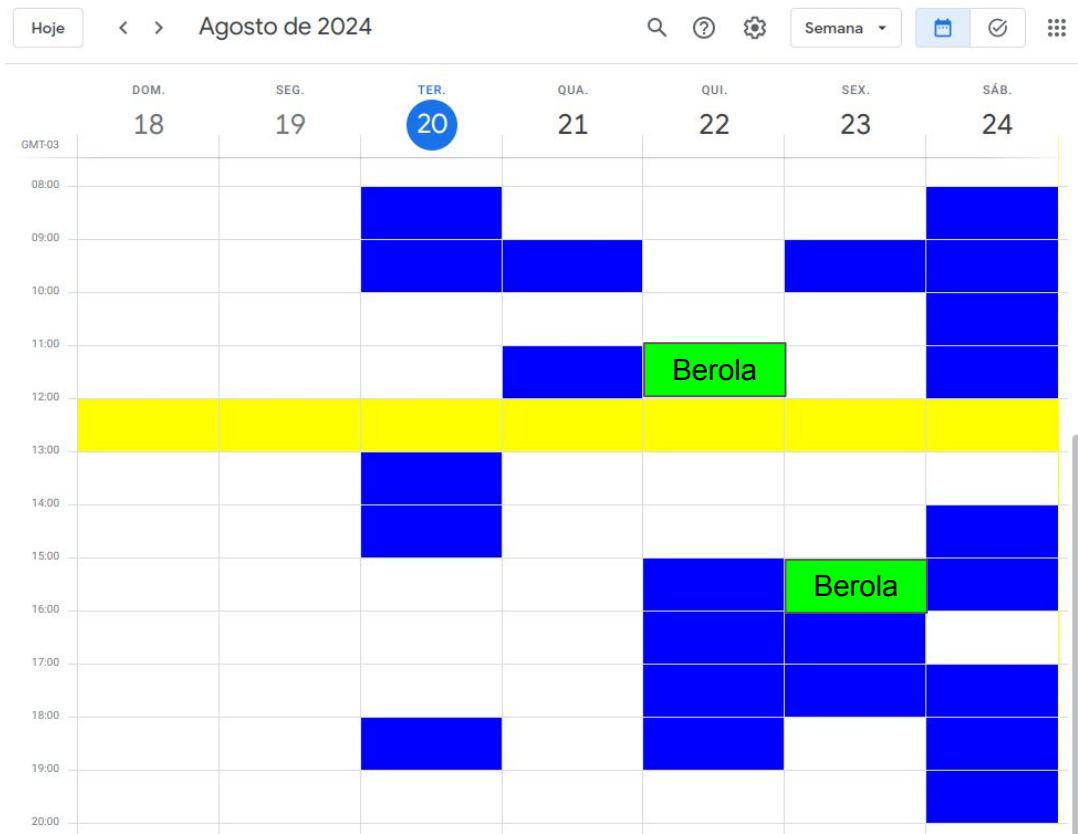 Hoje Agosto de 2024 Semana
DOM. SEG. TER. QUA. QUI. SEX. SÁB.
18 19 20 21 22 23 24
GMT-03
08:00
09:00
10:00
11:00
Berola
12:00
13:00
14:00
15:00
Berola
16:00
17:00
18:00
19:00
20:00